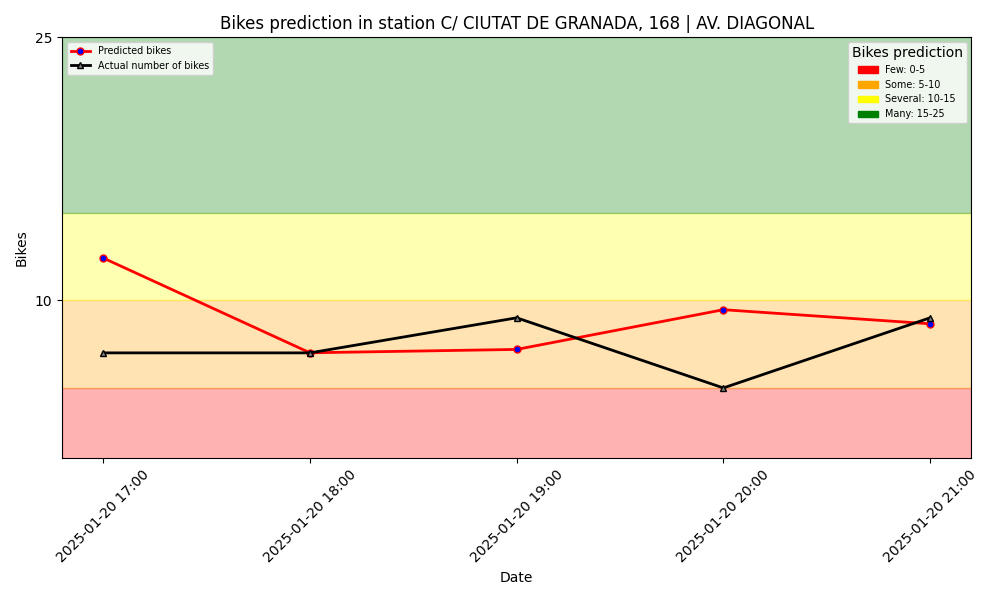 Bikes prediction in station C/ CIUTAT DE GRANADA, 168 | AV. DIAGONAL
25
10
Bikes
Predicted bikes
Actual number of bikes
Bikes prediction
Few: 0-5
Some: 5-10
Several: 10-15
Many: 15-25
2025-01-20 17:00
2025-01-20 18:00
2025-01-20 19:00
2025-01-20 20:00
2025-01-20 21:00
Date